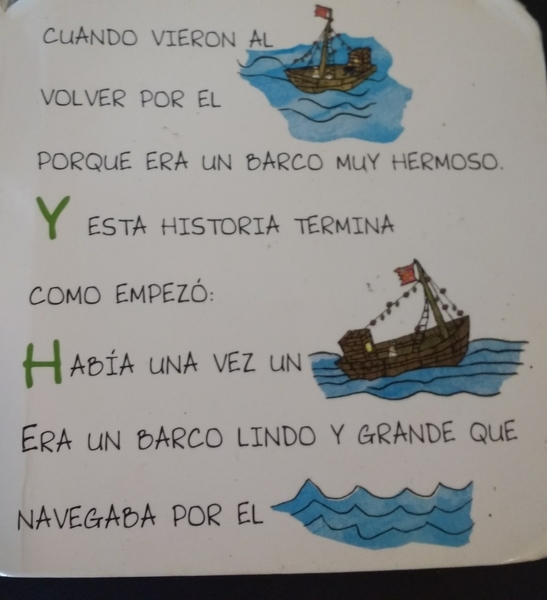 CUANDO VIERON AL
VOLVER POR EL
PORQUE ERA UN BARCO MUY HERMOSO.
Y ESTA HISTORIA TERMINA
COMO EMPEZÓ:
HABÍA UNA VEZ UN
ERA UN BARCO LINDO Y GRANDE QUE
NAVEGABA POR EL